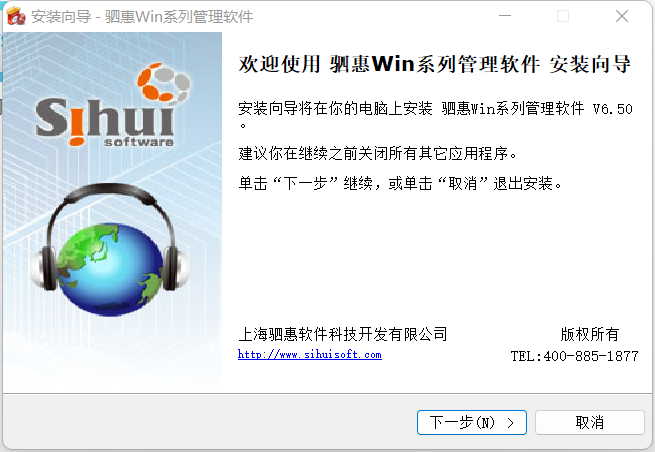 安装向导 - 驷惠Win系列管理软件
Sihui
software
欢迎使用 驷惠Win系列管理软件 安装向导
安装向导将在你的电脑上安装 驷惠Win系列管理软件 V6.50
。
建议你在继续之前关闭所有其它应用程序。
单击“下一步”继续，或单击“取消”退出安装。
上海驷惠软件科技开发有限公司 版权所有
http://www.sihuisoft.com TEL:400-885-1877
下一步(N) > 取消